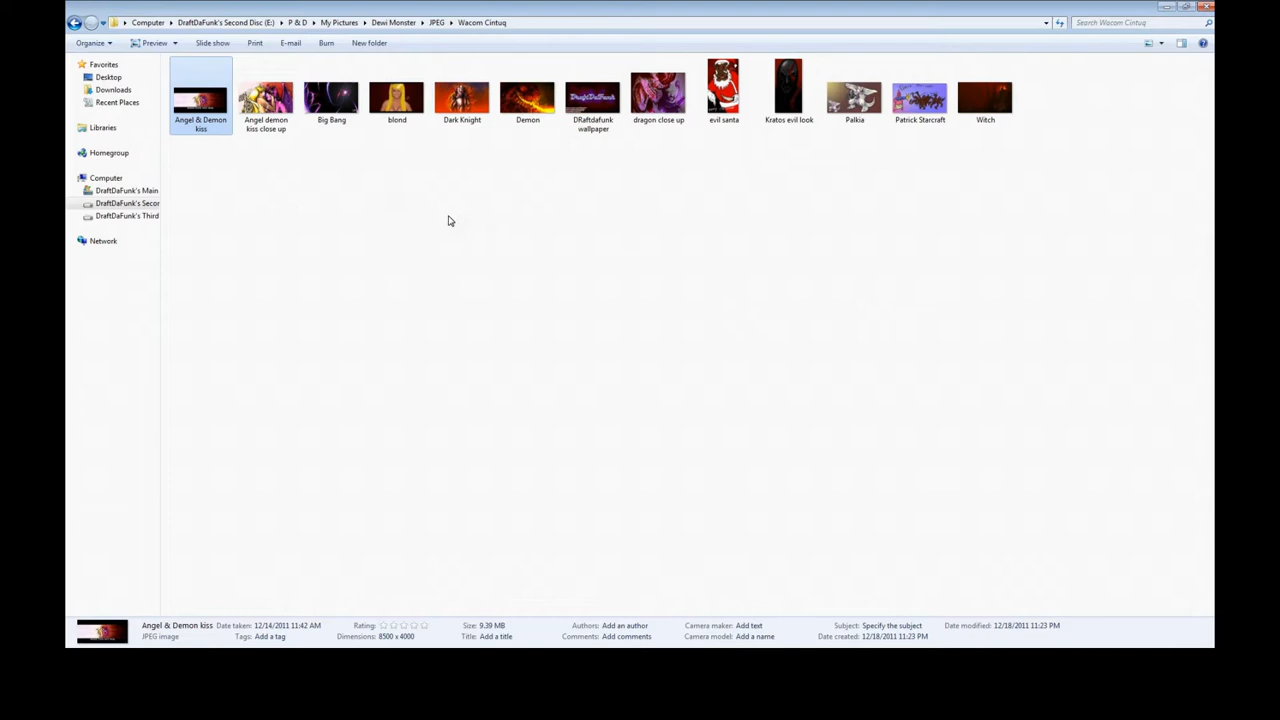 Computer ▸ DraftDaFunk's Second Disc (E:) ▸ P & D ▸ My Pictures ▸ Dewi Monster ▸ JPEG ▸ Wacom Cintuq
Search Wacom Cintuq
Organize Preview Slide show Print E-mail Burn New folder
Favorites
Desktop
Downloads
Recent Places
Libraries
Homegroup
Computer
DraftDaFunk's Main
DraftDaFunk's Secor
DraftDaFunk's Third
Network
Angel & Demon
kiss
Angel demon
kiss close up
Big Bang
blond
Dark Knight
Demon
DRaftDaFunk
DRaftdafunk
wallpaper
dragon close up
evil santa
Kratos evil look
Palkia
Patrick Starcraft
Witch
Angel & Demon kiss Date taken: 12/14/2011 11:42 AM Rating: Size: 9.39 MB Authors: Add an author Camera maker: Add text Subject: Specify the subject Date modified: 12/18/2011 11:23 PM
JPEG image Tags: Add a tag Dimensions: 8500 x 4000 Title: Add a title Comments: Add comments Camera model: Add a name Date created: 12/18/2011 11:23 PM